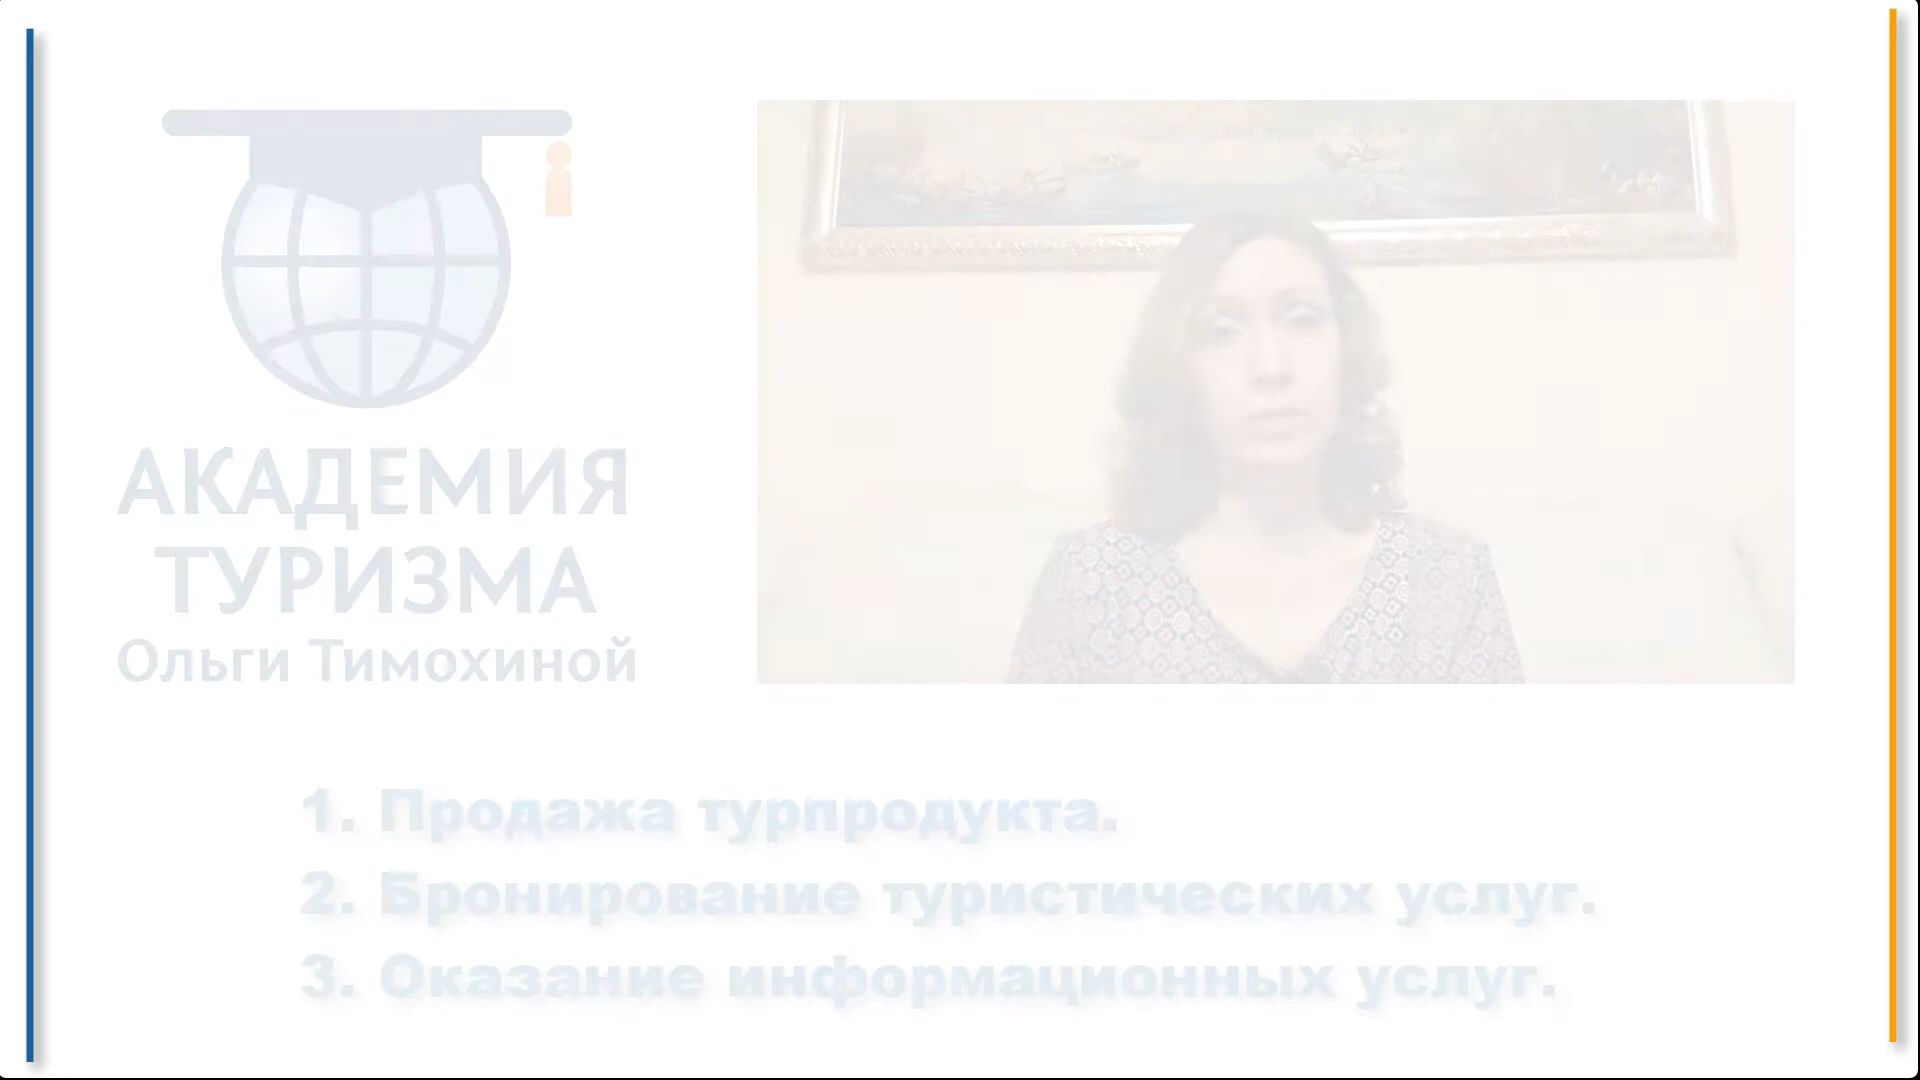 АКАДЕМИЯ
ТУРИЗМА
Ольги Тимохиной
1. Продажа турпродукта.
2. Бронирование туристических услуг.
3. Оказание информационных услуг.